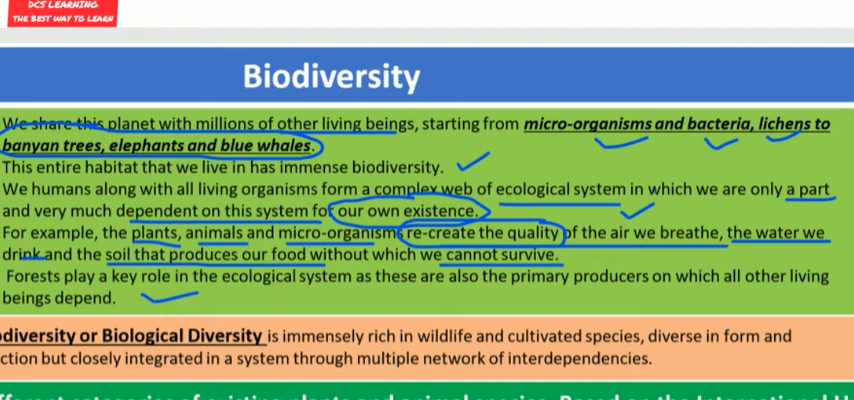 DCS LEARNING
THE BEST WAY TO LEARN
Biodiversity
We share this planet with millions of other living beings, starting from micro-organisms and bacteria, lichens to
banyan trees, elephants and blue whales.
This entire habitat that we live in has immense biodiversity.
We humans along with all living organisms form a complex web of ecological system in which we are only a part
and very much dependent on this system for our own existence.
For example, the plants, animals and micro-organisms re-create the quality of the air we breathe, the water we
drink and the soil that produces our food without which we cannot survive.
Forests play a key role in the ecological system as these are also the primary producers on which all other living
beings depend.
odiversity or Biological Diversity is immensely rich in wildlife and cultivated species, diverse in form and
ction but closely integrated in a system through multiple network of interdependencies.